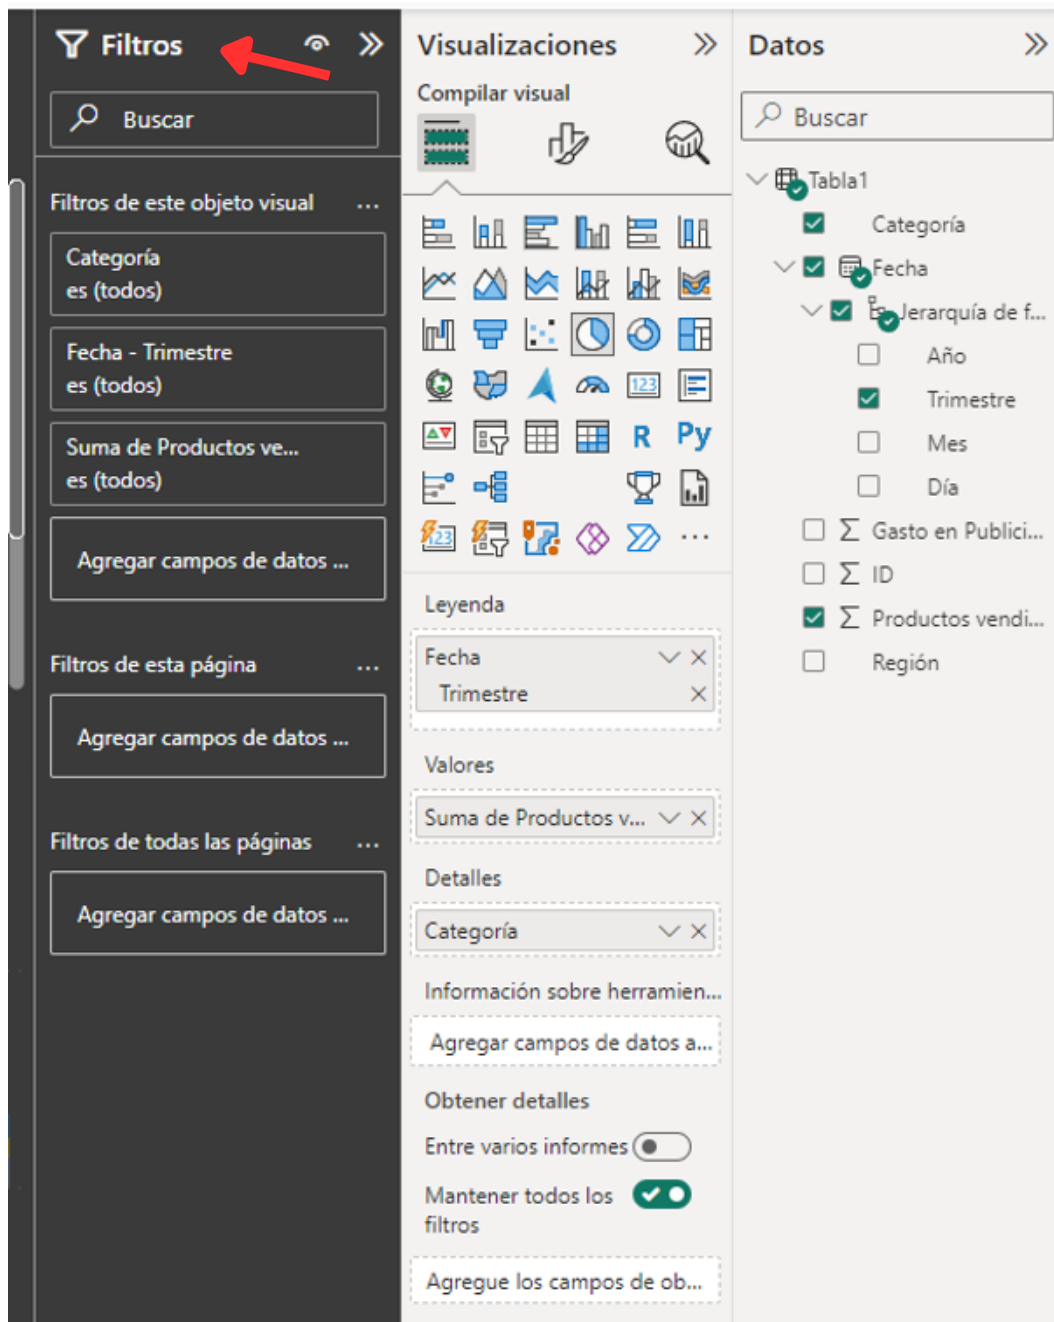 Filtros
Buscar
Filtros de este objeto visual ...
Categoría
es (todos)
Fecha - Trimestre
es (todos)
Suma de Productos ve...
es (todos)
Agregar campos de datos ...
Filtros de esta página ...
Agregar campos de datos ...
Filtros de todas las páginas ...
Agregar campos de datos ...
Visualizaciones
Compilar visual
123
R
Py
123
...
Leyenda
Fecha
Trimestre
Valores
Suma de Productos v...
Detalles
Categoría
Información sobre herramien...
Agregar campos de datos a...
Obtener detalles
Entre varios informes
Mantener todos los
filtros
Agregue los campos de ob...
Datos
Buscar
Tabla1
Categoría
Fecha
Jerarquía de f...
Año
Trimestre
Mes
Día
Σ Gasto en Publici...
Σ ID
Σ Productos vendi...
Región